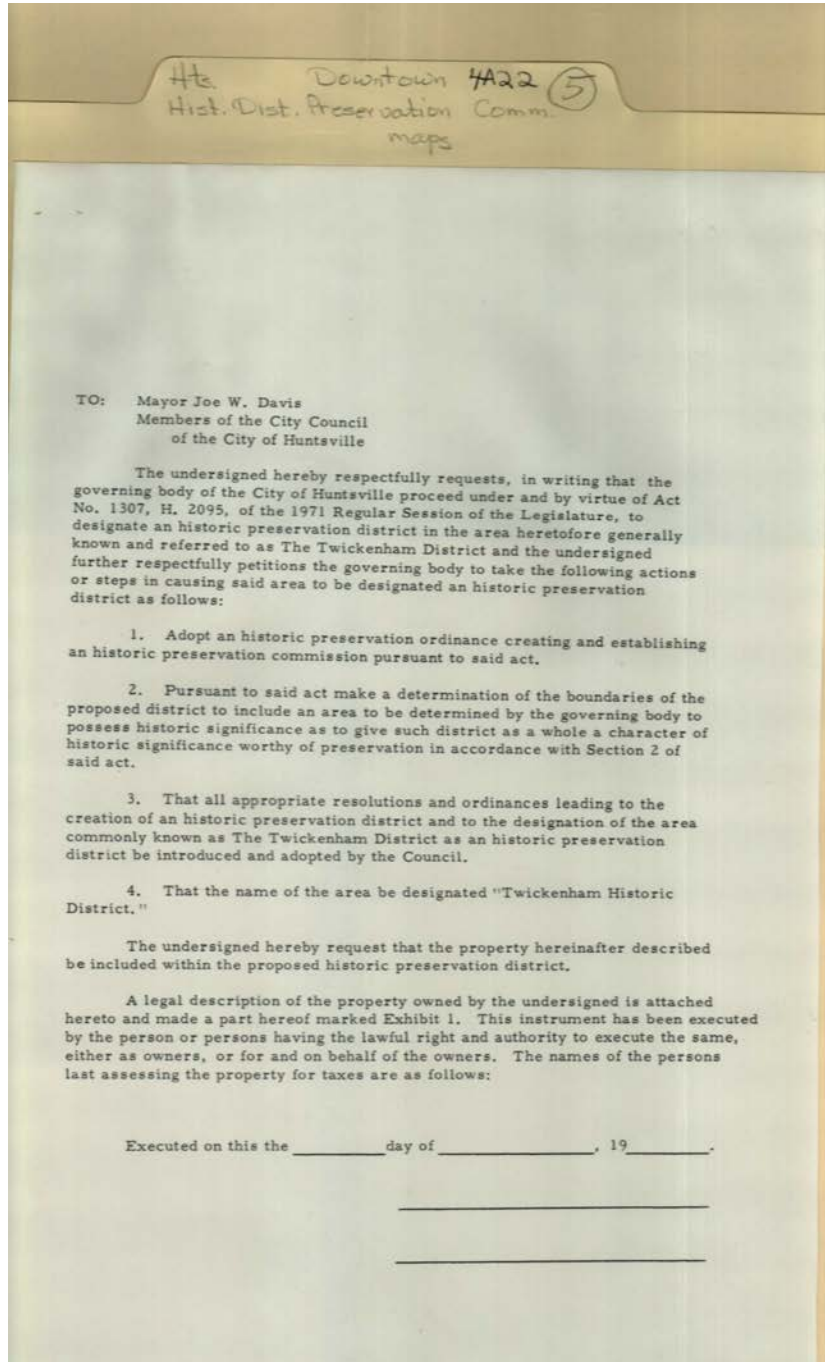 Hts. Downtown 4A22 5
Hist. Dist. Preservation Comm.
maps
TO: Mayor Joe W. Davis
Members of the City Council
of the City of Huntsville
The undersigned hereby respectfully requests, in writing that the
governing body of the City of Huntsville proceed under and by virtue of Act
No. 1307, H. 2095, of the 1971 Regular Session of the Legislature, to
designate an historic preservation district in the area heretofore generally
known and referred to as The Twickenham District and the undersigned
further respectfully petitions the governing body to take the following actions
or steps in causing said area to be designated an historic preservation
district as follows:
1. Adopt an historic preservation ordinance creating and establishing
an historic preservation commission pursuant to said act.
2. Pursuant to said act make a determination of the boundaries of the
proposed district to include an area to be determined by the governing body to
possess historic significance as to give such district as a whole a character of
historic significance worthy of preservation in accordance with Section 2 of
said act.
3. That all appropriate resolutions and ordinances leading to the
creation of an historic preservation district and to the designation of the area
commonly known as The Twickenham District as an historic preservation
district be introduced and adopted by the Council.
4. That the name of the area be designated "Twickenham Historic
District."
The undersigned hereby request that the property hereinafter described
be included within the proposed historic preservation district.
A legal description of the property owned by the undersigned is attached
hereto and made a part hereof marked Exhibit 1. This instrument has been executed
by the person or persons having the lawful right and authority to execute the same,
either as owners, or for and on behalf of the owners. The names of the persons
last assessing the property for taxes are as follows:
Executed on this the ________day of ______________, 19________.